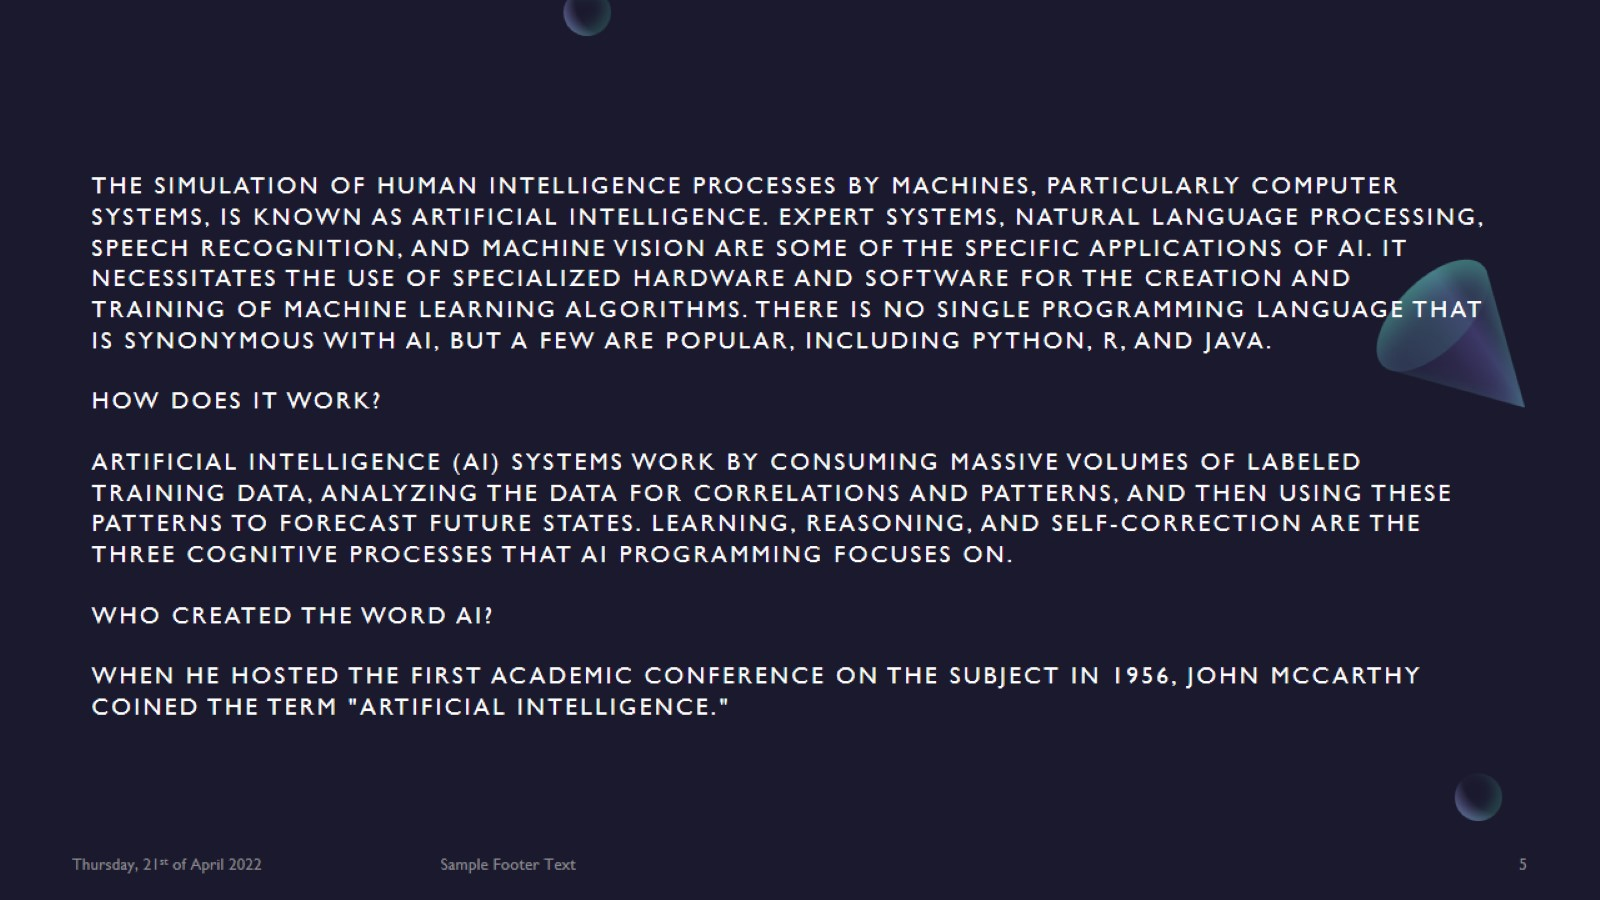 THE SIMULATION OF HUMAN INTELLIGENCE PROCESSES BY MACHINES, PARTICULARLY COMPUTER
SYSTEMS, IS KNOWN AS ARTIFICIAL INTELLIGENCE. EXPERT SYSTEMS, NATURAL LANGUAGE PROCESSING,
SPEECH RECOGNITION, AND MACHINE VISION ARE SOME OF THE SPECIFIC APPLICATIONS OF AI. IT
NECESSITATES THE USE OF SPECIALIZED HARDWARE AND SOFTWARE FOR THE CREATION AND
TRAINING OF MACHINE LEARNING ALGORITHMS. THERE IS NO SINGLE PROGRAMMING LANGUAGE THAT
IS SYNONYMOUS WITH AI, BUT A FEW ARE POPULAR, INCLUDING PYTHON, R, AND JAVA.
HOW DOES IT WORK?
ARTIFICIAL INTELLIGENCE (AI) SYSTEMS WORK BY CONSUMING MASSIVE VOLUMES OF LABELED
TRAINING DATA, ANALYZING THE DATA FOR CORRELATIONS AND PATTERNS, AND THEN USING THESE
PATTERNS TO FORECAST FUTURE STATES. LEARNING, REASONING, AND SELF-CORRECTION ARE THE
THREE COGNITIVE PROCESSES THAT AI PROGRAMMING FOCUSES ON.
WHO CREATED THE WORD AI?
WHEN HE HOSTED THE FIRST ACADEMIC CONFERENCE ON THE SUBJECT IN 1956, JOHN MCCARTHY
COINED THE TERM "ARTIFICIAL INTELLIGENCE."
Thursday, 21st of April 2022
Sample Footer Text
5